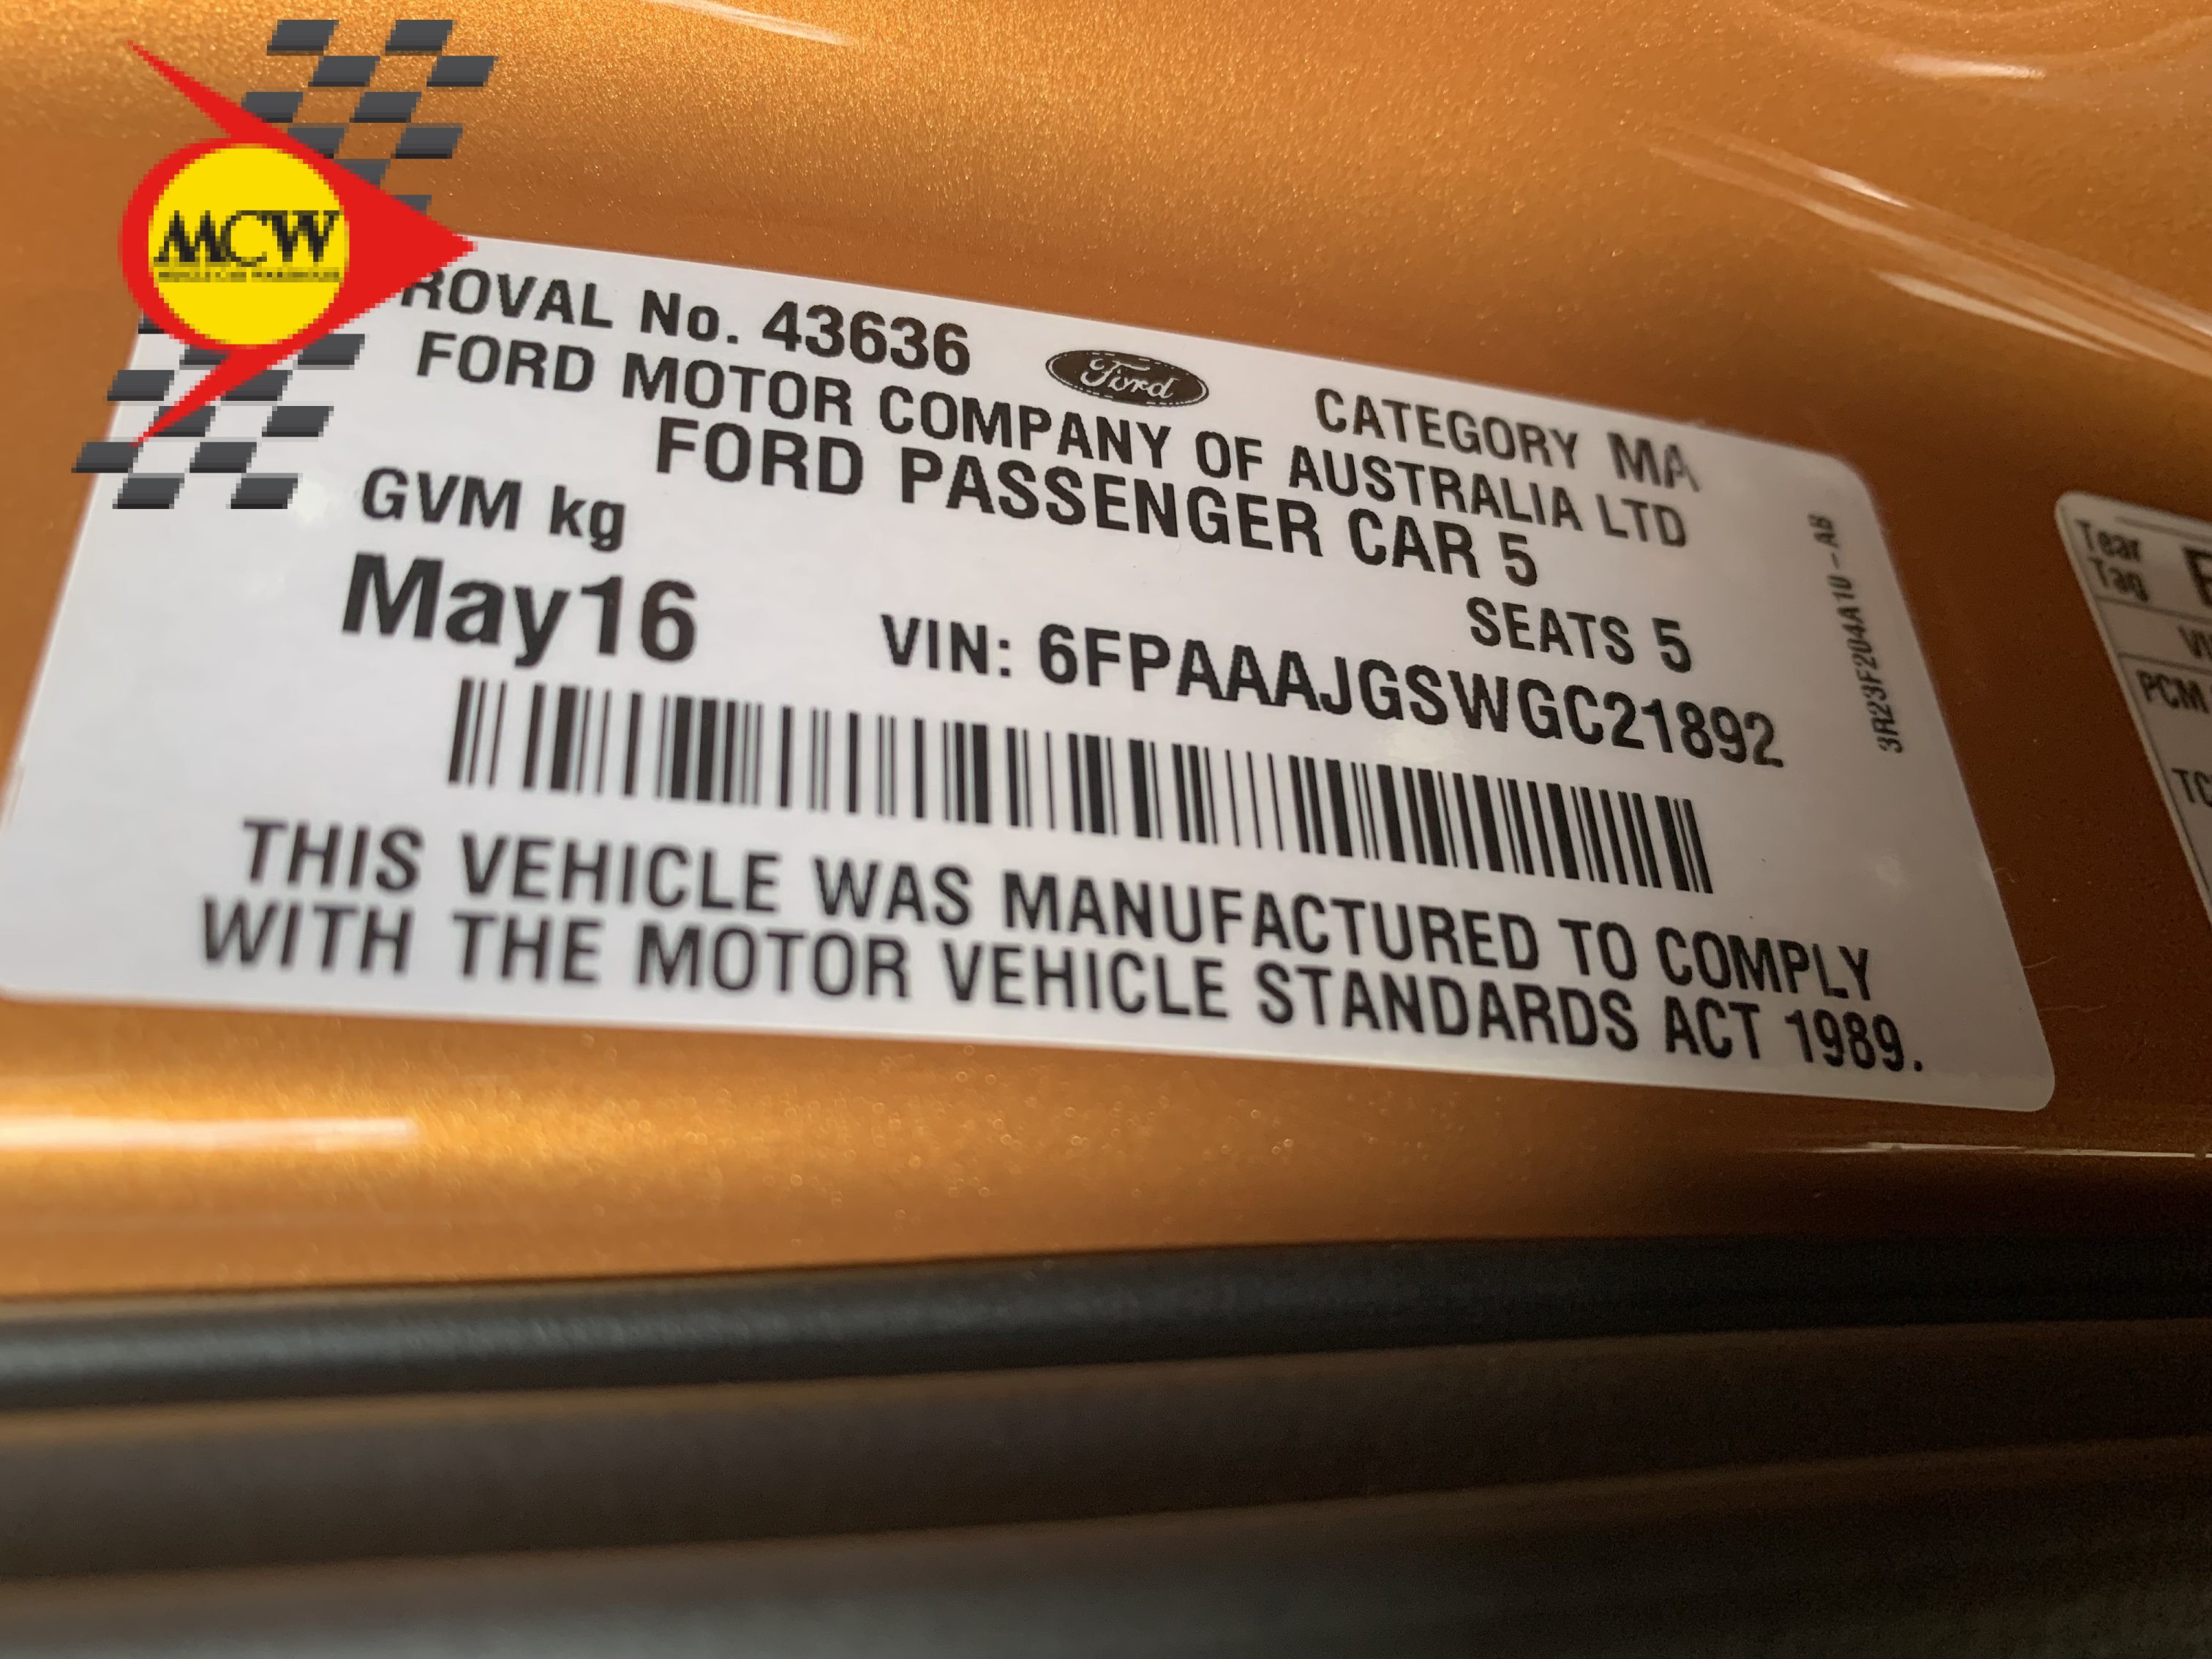 MCW
ROVAL No. 43636
Ford
CATEGORY MA
FORD MOTOR COMPANY OF AUSTRALIA LTD
FORD PASSENGER CAR 5
GVM kg
SEATS 5
May16
VIN: 6FPAAAJGSWGC21892
THIS VEHICLE WAS MANUFACTURED TO COMPLY
WITH THE MOTOR VEHICLE STANDARDS ACT 1989.
3R23F204A10-AB
Tear
Tag
PCM